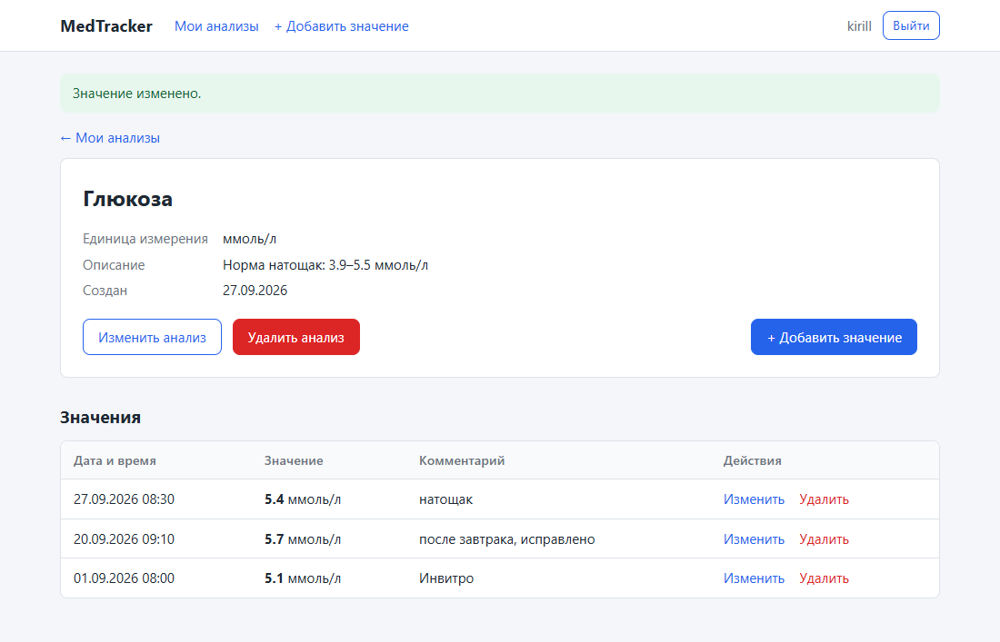 MedTracker Мои анализы + Добавить значение kirill Выйти
Значение изменено.
← Мои анализы
Глюкоза
Единица измерения ммоль/л
Описание Норма натощак: 3.9–5.5 ммоль/л
Создан 27.09.2026
Изменить анализ Удалить анализ + Добавить значение
Значения
Дата и время Значение Комментарий Действия
27.09.2026 08:30 5.4 ммоль/л натощак Изменить Удалить
20.09.2026 09:10 5.7 ммоль/л после завтрака, исправлено Изменить Удалить
01.09.2026 08:00 5.1 ммоль/л Инвитро Изменить Удалить